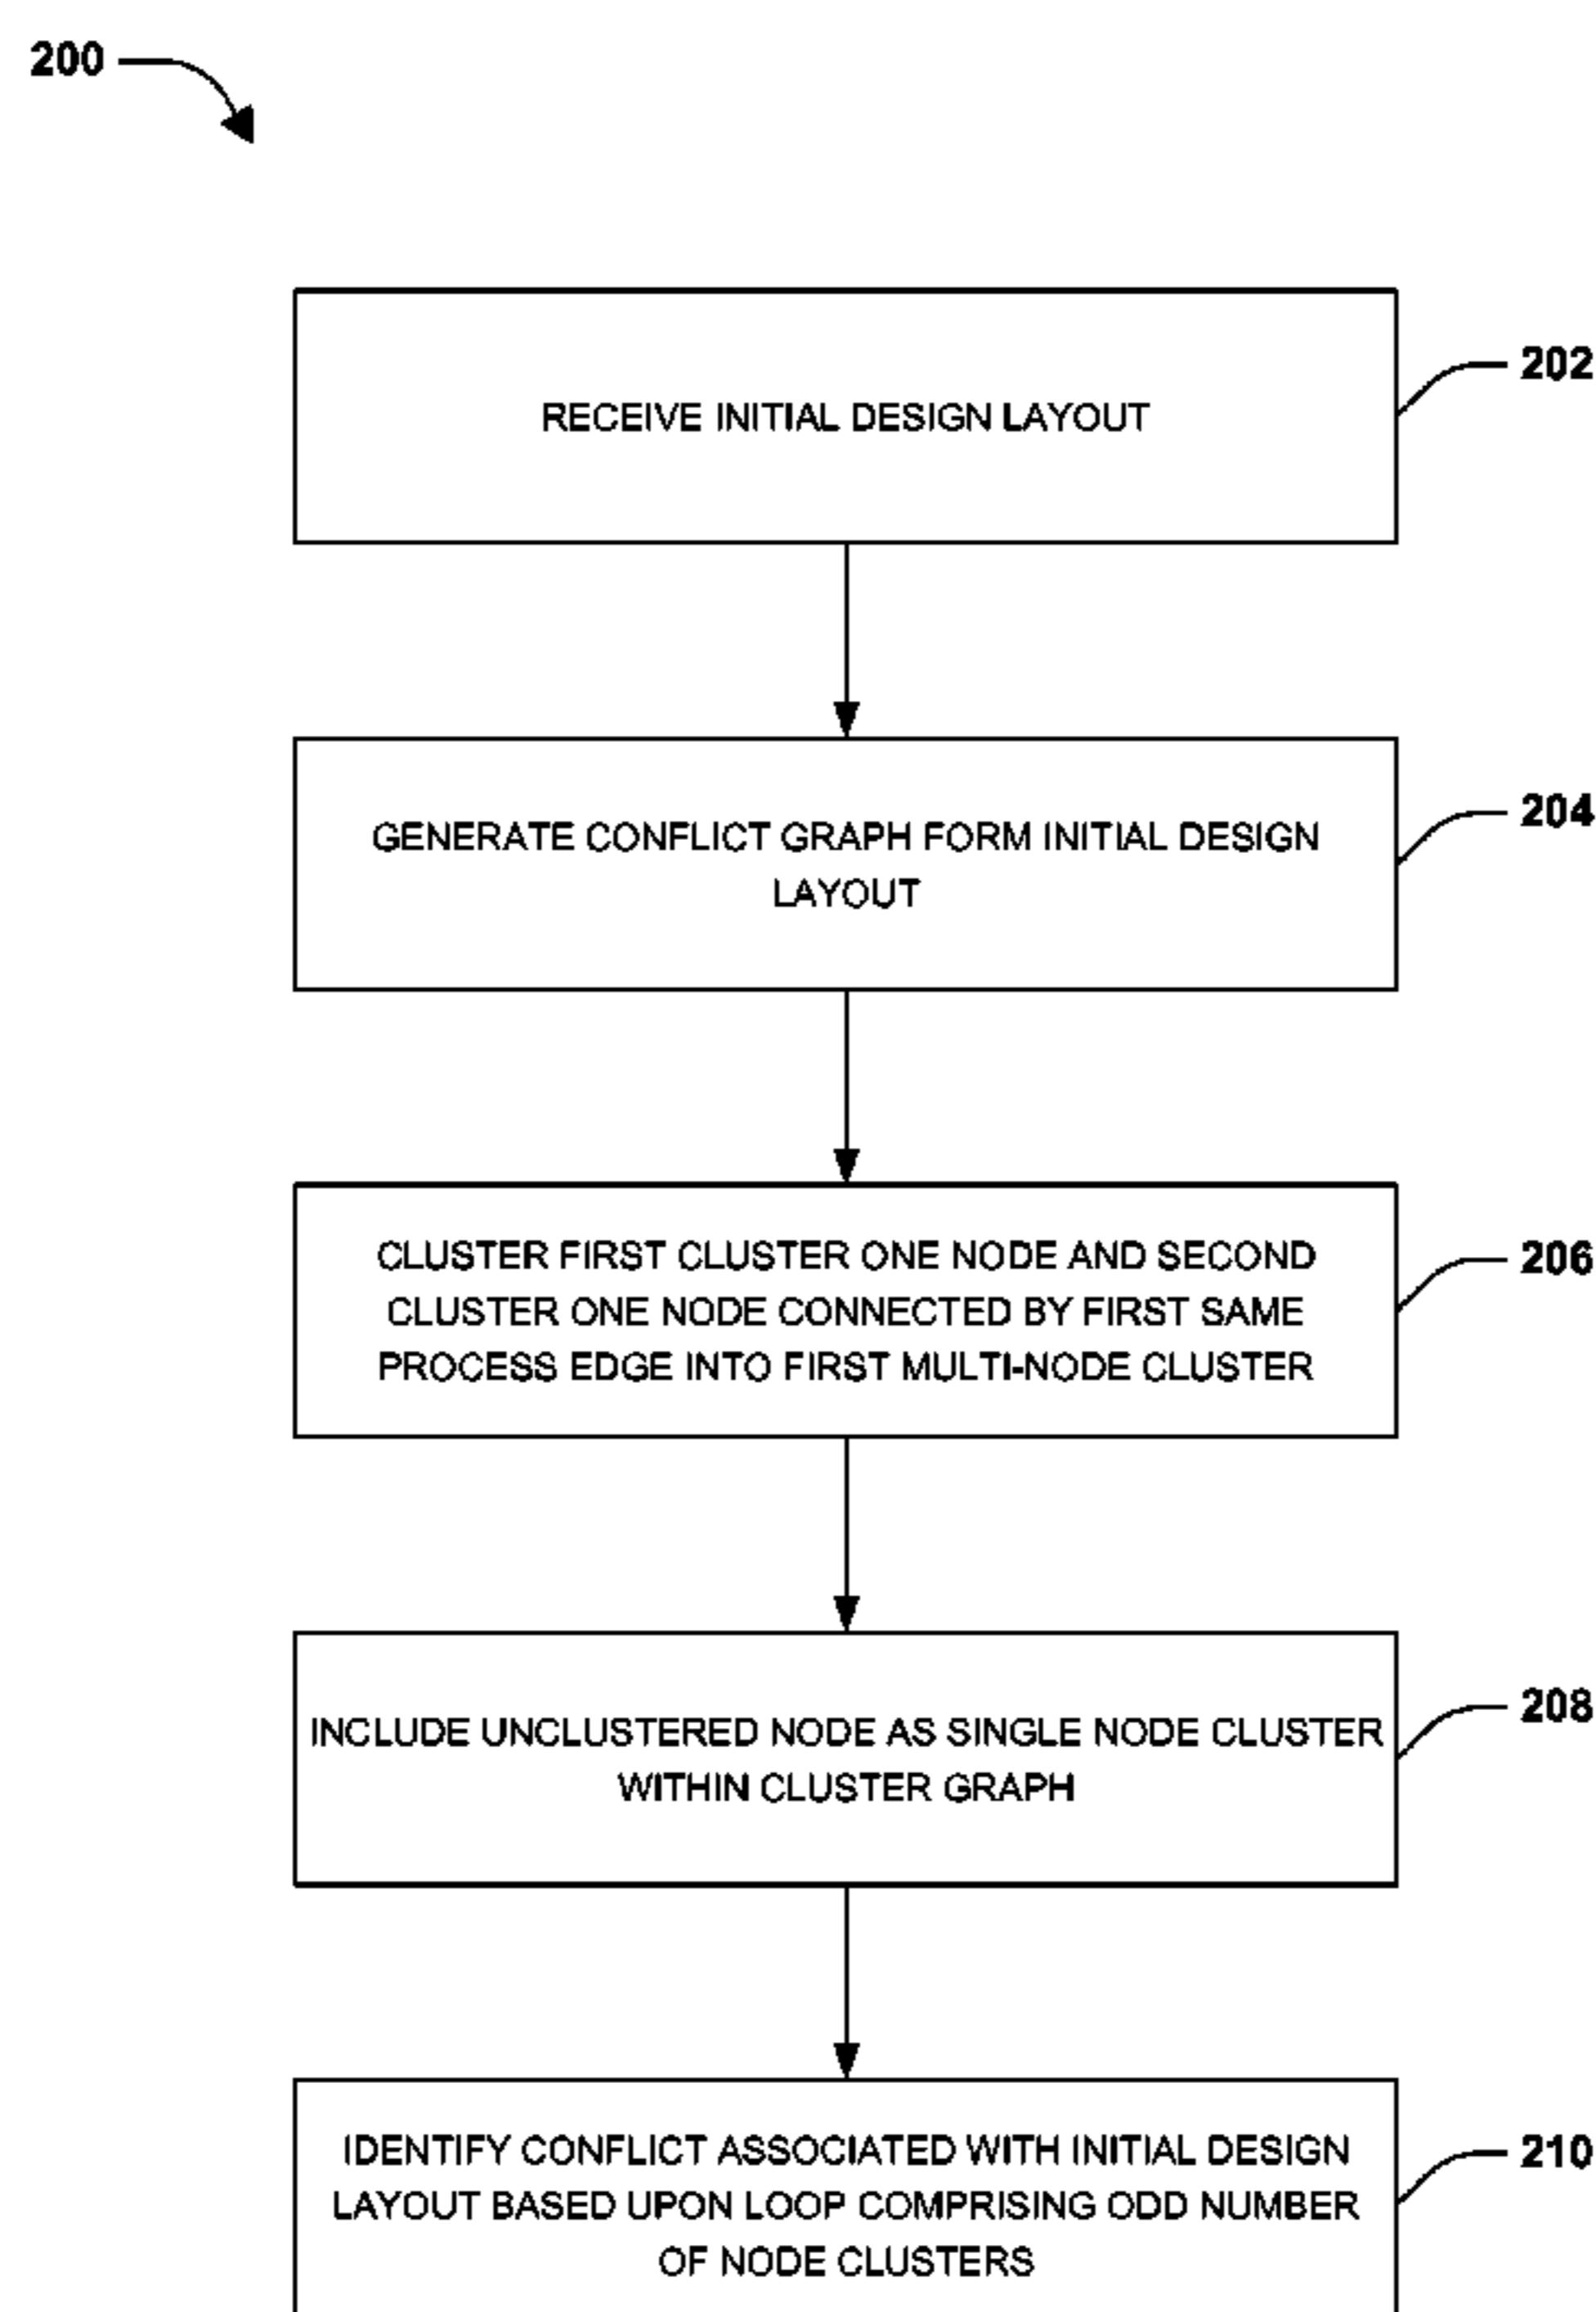 200
RECEIVE INITIAL DESIGN LAYOUT
202
GENERATE CONFLICT GRAPH FORM INITIAL DESIGN
LAYOUT
204
CLUSTER FIRST CLUSTER ONE NODE AND SECOND
CLUSTER ONE NODE CONNECTED BY FIRST SAME
PROCESS EDGE INTO FIRST MULTI-NODE CLUSTER
206
INCLUDE UNCLUSTERED NODE AS SINGLE NODE CLUSTER
WITHIN CLUSTER GRAPH
208
IDENTIFY CONFLICT ASSOCIATED WITH INITIAL DESIGN
LAYOUT BASED UPON LOOP COMPRISING ODD NUMBER
OF NODE CLUSTERS
210